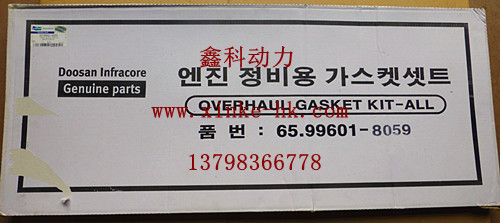 鑫科动力
Doosan Infracore
Genuine parts
엔진 정비용 가스켓셋트
OVERHAUL GASKET KIT-ALL
www.xinke-hk.com
품 번 : 65.99601-8059
13798366778